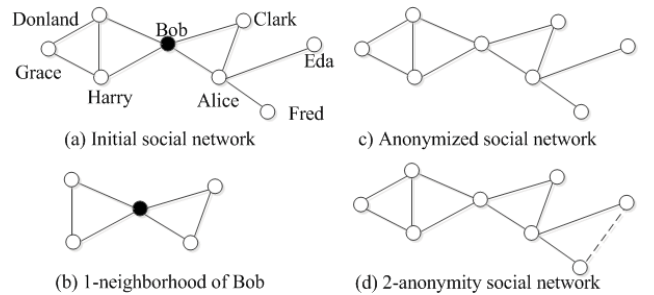 Donland
Bob
Clark
Grace
Eda
Harry
Alice
Fred
(a) Initial social network
c) Anonymized social network
(b) 1-neighborhood of Bob
(d) 2-anonymity social network